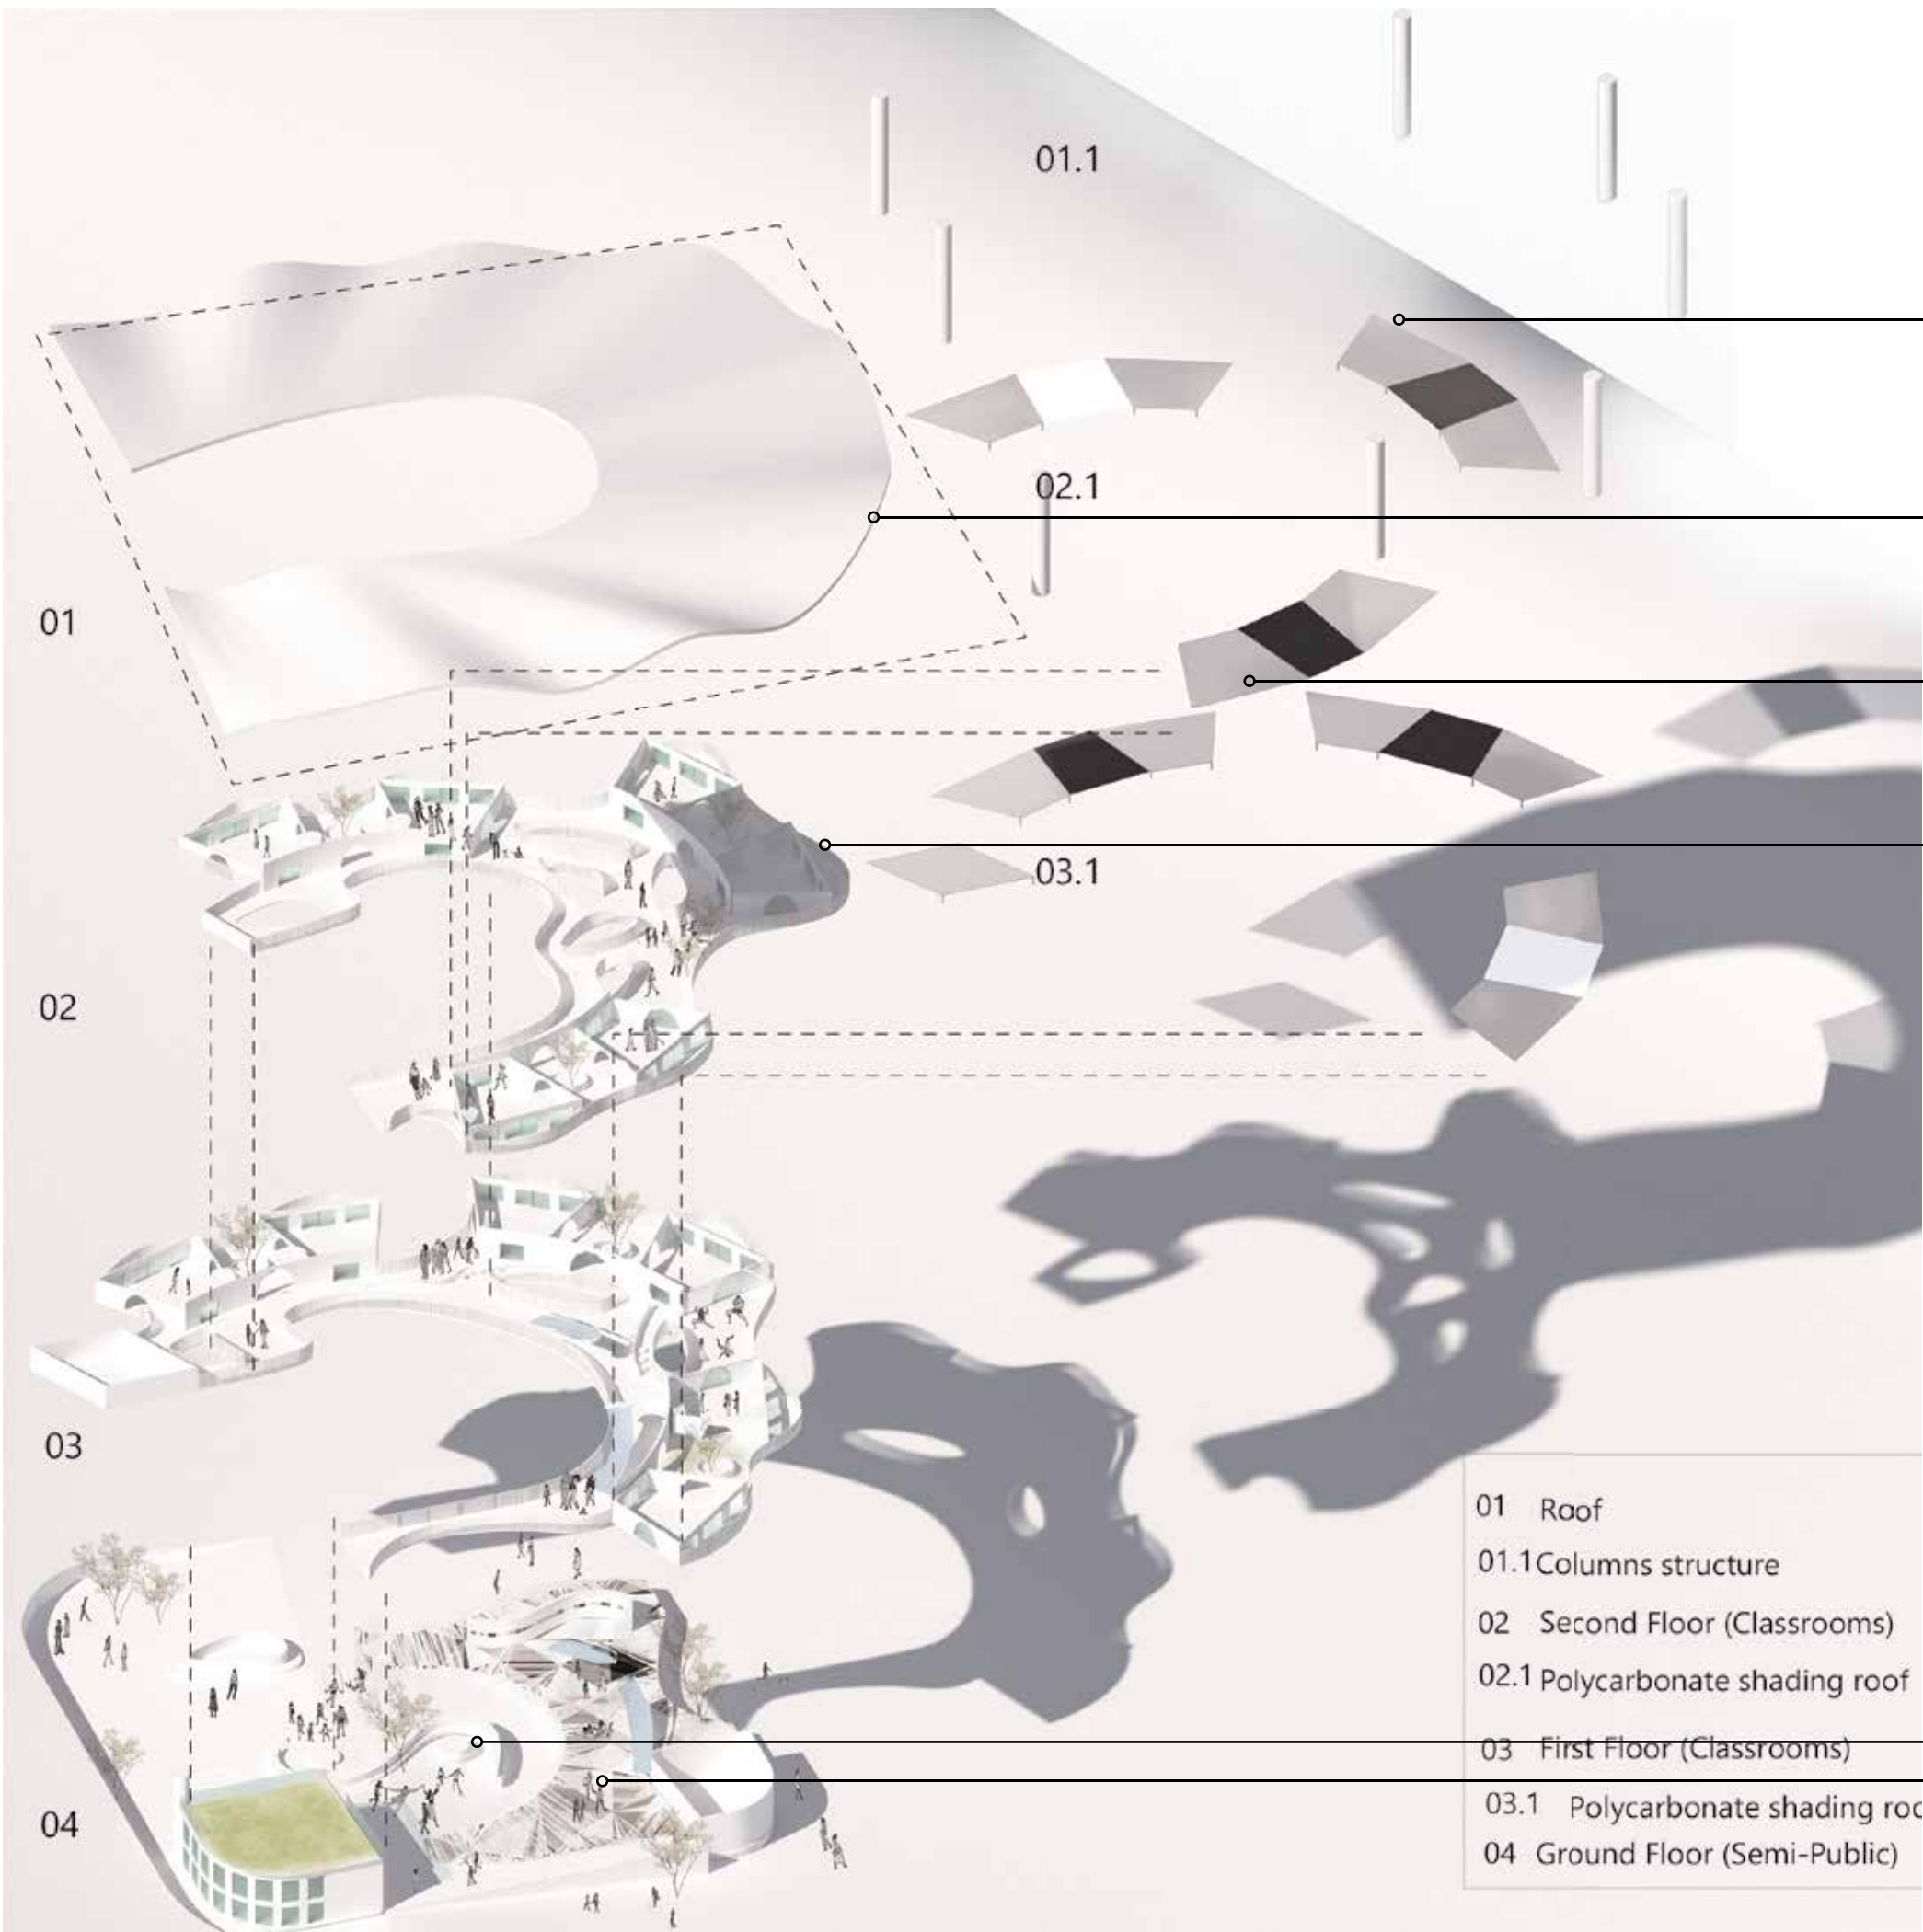 01.1
02.1
01
03.1
02
03
04
01 Roof
01.1 Columns structure
02 Second Floor (Classrooms)
02.1 Polycarbonate shading roof
03 First Floor (Classrooms)
03.1 Polycarbonate shading roo
04 Ground Floor (Semi-Public)